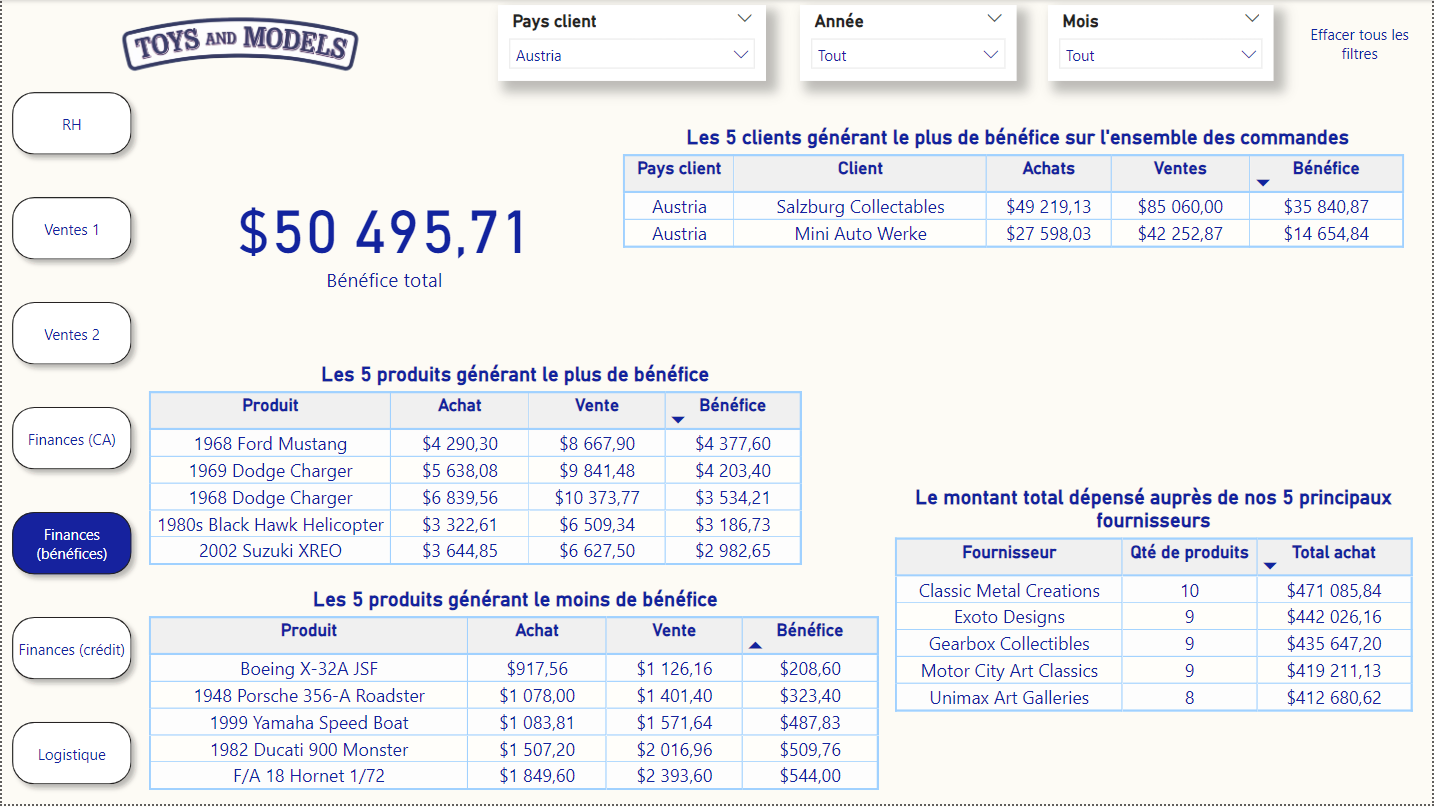 TOYS AND MODELS
Pays client
Austria
Année
Tout
Mois
Tout
Effacer tous les
filtres
RH
Ventes 1
Ventes 2
Finances (CA)
Finances
(bénéfices)
Finances (crédit)
Logistique
$50 495,71
Bénéfice total
Les 5 clients générant le plus de bénéfice sur l'ensemble des commandes
Pays client Client Achats Ventes Bénéfice
Austria Salzburg Collectables $49 219,13 $85 060,00 $35 840,87
Austria Mini Auto Werke $27 598,03 $42 252,87 $14 654,84
Les 5 produits générant le plus de bénéfice
Produit Achat Vente Bénéfice
1968 Ford Mustang $4 290,30 $8 667,90 $4 377,60
1969 Dodge Charger $5 638,08 $9 841,48 $4 203,40
1968 Dodge Charger $6 839,56 $10 373,77 $3 534,21
1980s Black Hawk Helicopter $3 322,61 $6 509,34 $3 186,73
2002 Suzuki XREO $3 644,85 $6 627,50 $2 982,65
Les 5 produits générant le moins de bénéfice
Produit Achat Vente Bénéfice
Boeing X-32A JSF $917,56 $1 126,16 $208,60
1948 Porsche 356-A Roadster $1 078,00 $1 401,40 $323,40
1999 Yamaha Speed Boat $1 083,81 $1 571,64 $487,83
1982 Ducati 900 Monster $1 507,20 $2 016,96 $509,76
F/A 18 Hornet 1/72 $1 849,60 $2 393,60 $544,00
Le montant total dépensé auprès de nos 5 principaux
fournisseurs
Fournisseur Qté de produits Total achat
Classic Metal Creations 10 $471 085,84
Exoto Designs 9 $442 026,16
Gearbox Collectibles 9 $435 647,20
Motor City Art Classics 9 $419 211,13
Unimax Art Galleries 8 $412 680,62